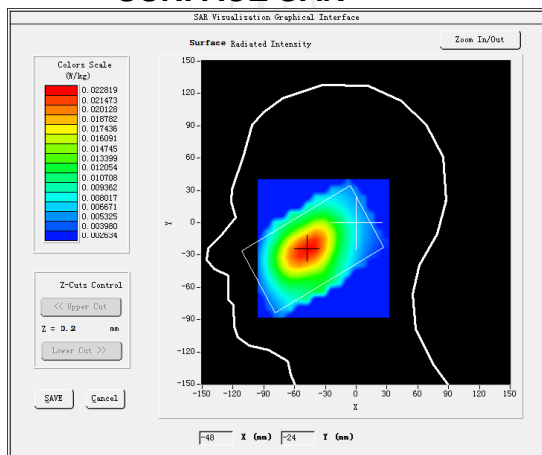 SAR Visualisation Graphical Interface
Surface Radiated Intensity
Zoom In/Out
Colors Scale
(W/kg)
0.022819
0.021473
0.020128
0.018782
0.017436
0.016091
0.014745
0.013399
0.012054
0.010708
0.009362
0.008017
0.006671
0.005325
0.003980
0.002634
150
120
90
60
30
0
-30
-60
-90
-120
-150
Y
-150 -120 -90 -60 -30 0 30 60 90 120 150
X
Z-Cuts Control
<< Upper Cut
Z = 0.2 mm
Lower Cut >>
SAVE Cancel
-48 X (mm) -24 Y (mm)